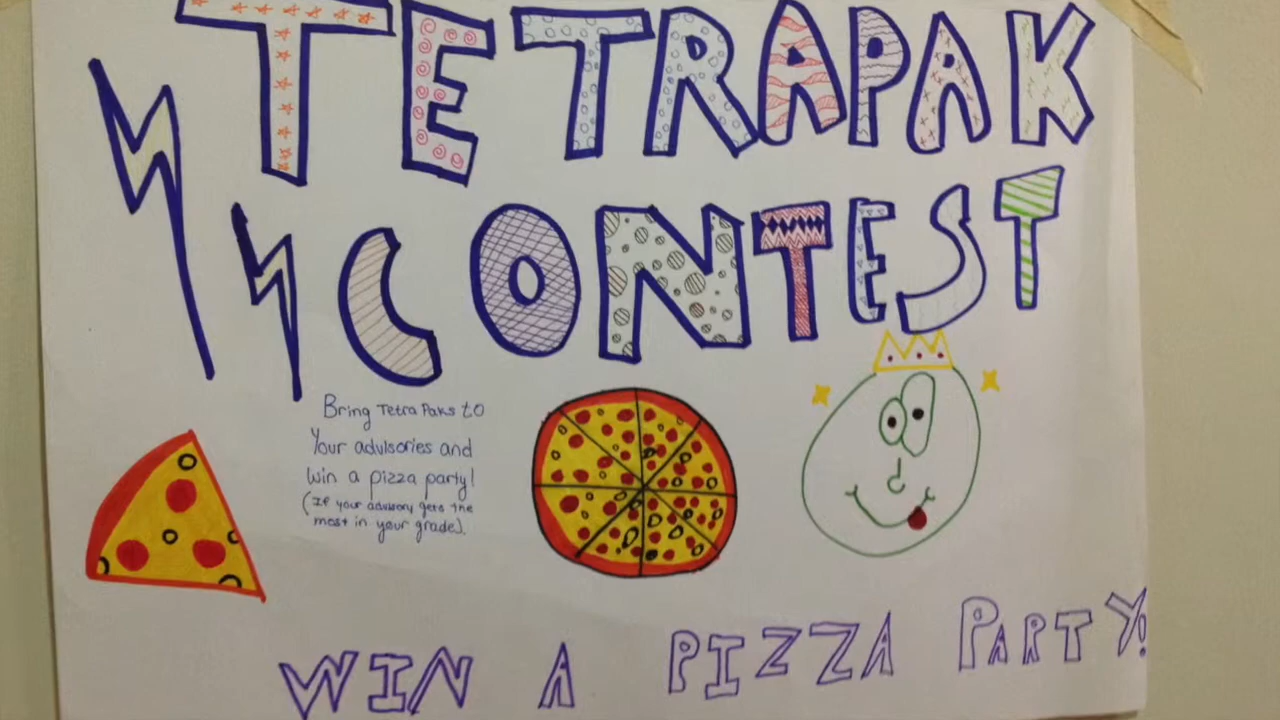 TETRAPAK
CONTEST
Bring Tetra Paks to
Your advisories and
win a pizza party!
(If your advisory gets the
most in your grade).
WIN A PIZZA PARTY!